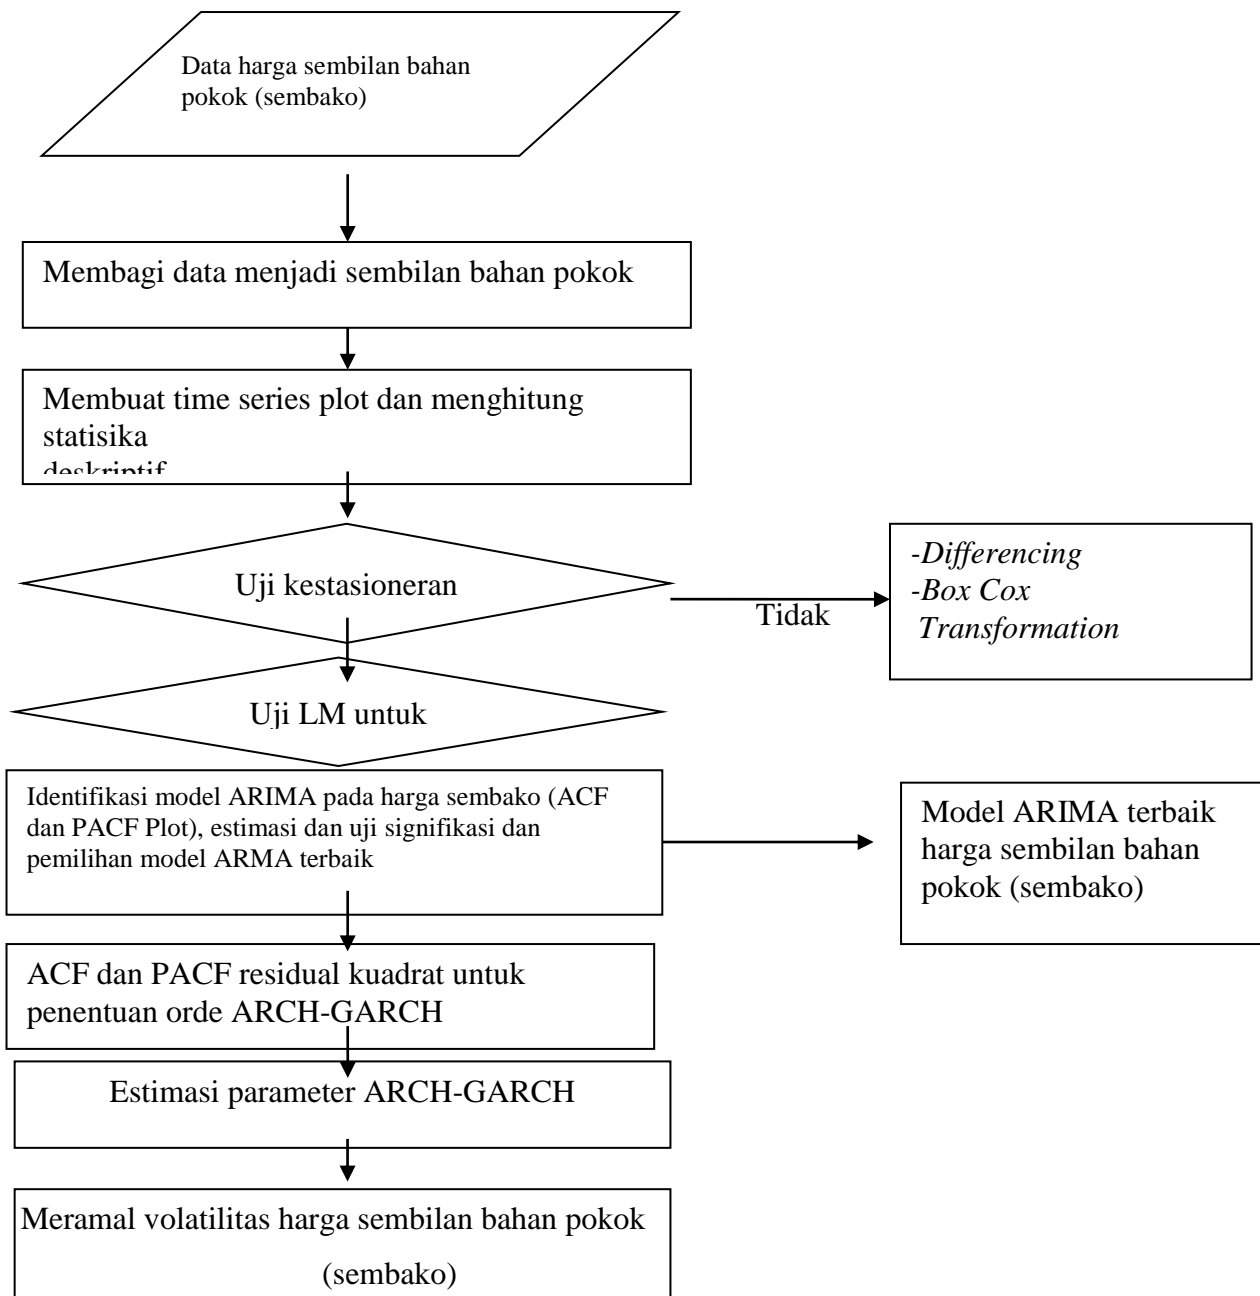 Data harga sembilan bahan
pokok (sembako)
Membagi data menjadi sembilan bahan pokok
Membuat time series plot dan menghitung
statisika
deskriptif
Uji kestasioneran
Tidak
-Differencing
-Box Cox
Transformation
Uji LM untuk
Identifikasi model ARIMA pada harga sembako (ACF
dan PACF Plot), estimasi dan uji signifikasi dan
pemilihan model ARMA terbaik
Model ARIMA terbaik
harga sembilan bahan
pokok (sembako)
ACF dan PACF residual kuadrat untuk
penentuan orde ARCH-GARCH
Estimasi parameter ARCH-GARCH
Meramal volatilitas harga sembilan bahan pokok
(sembako)